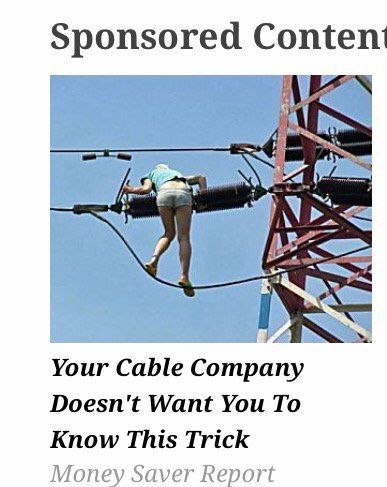 Sponsored Content
Your Cable Company
Doesn't Want You To
Know This Trick
Money Saver Report